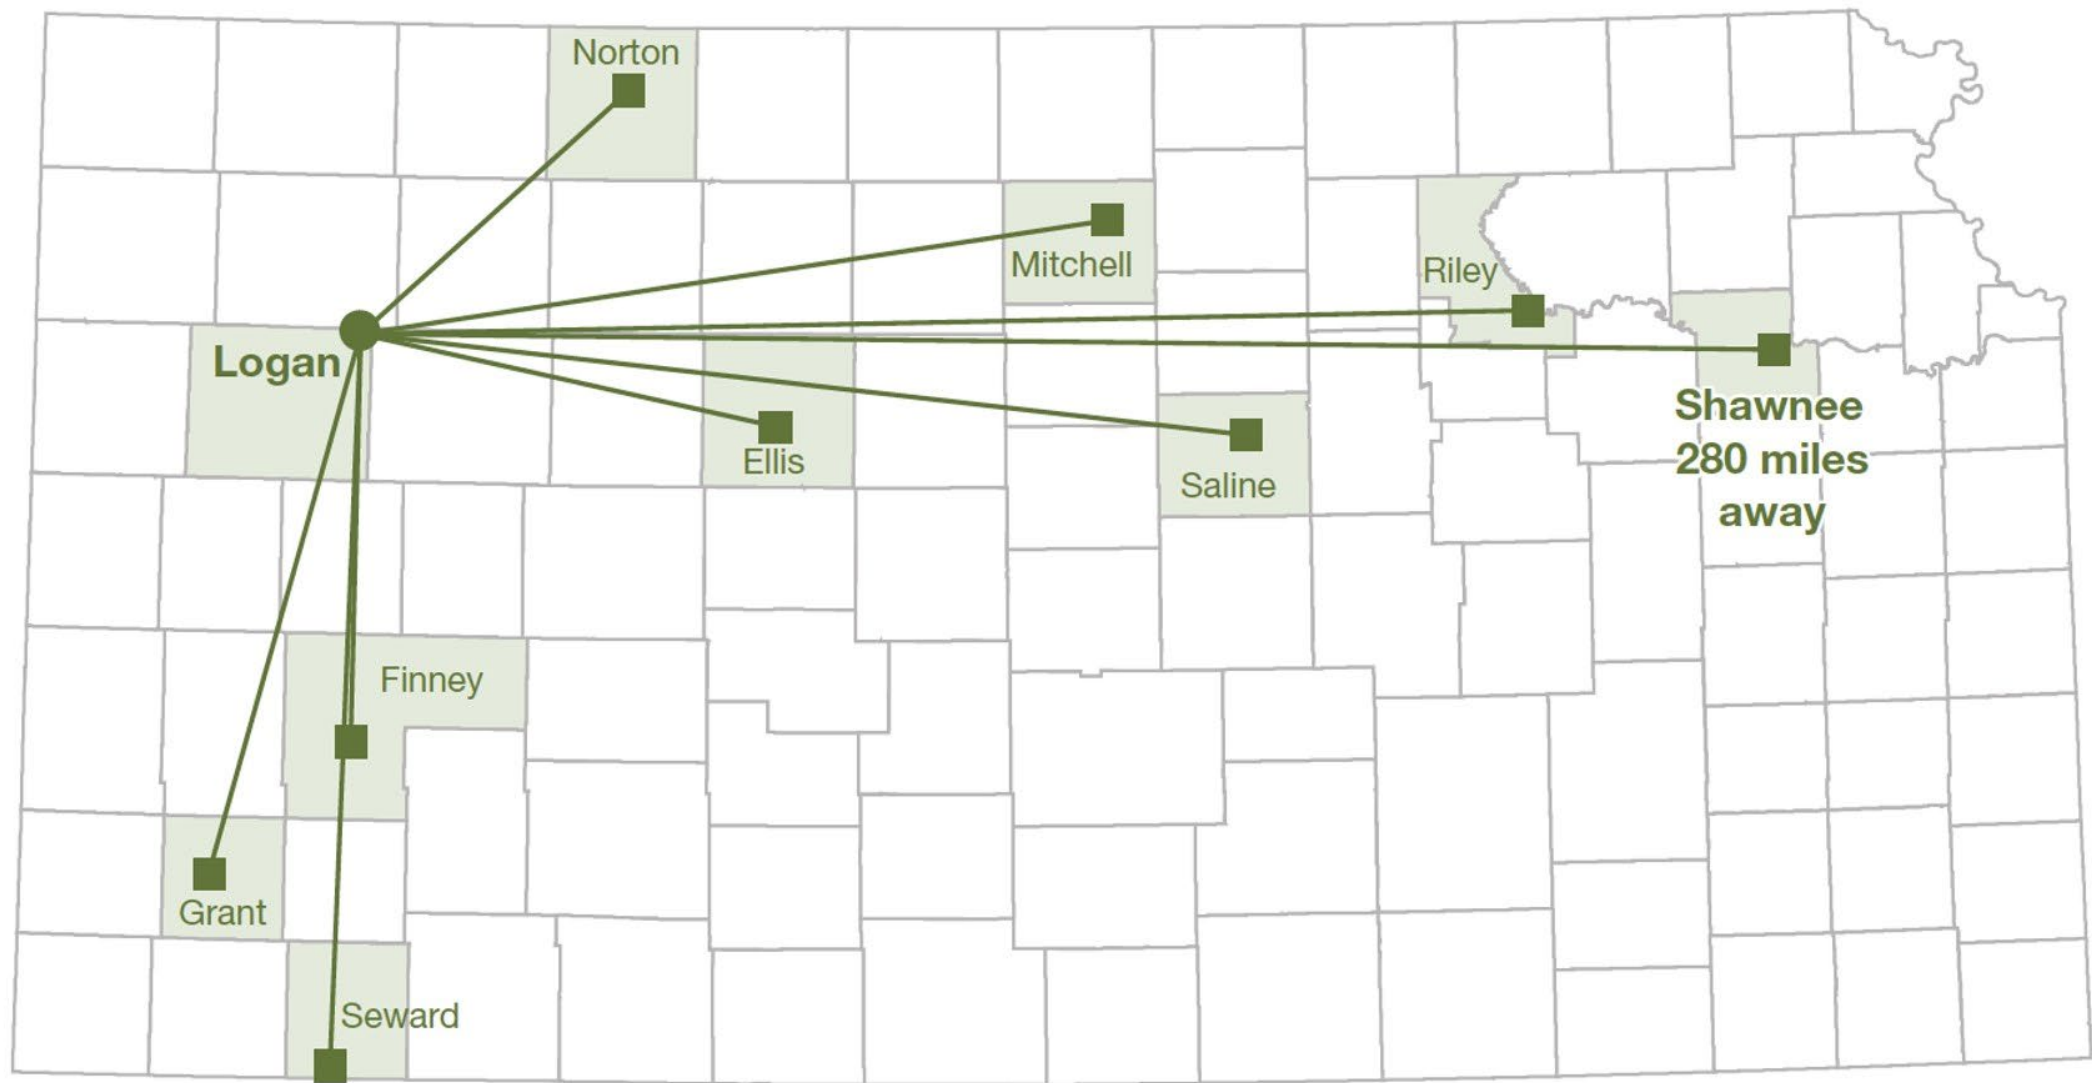 Norton
Mitchell
Riley
Logan
Shawnee
280 miles
away
Ellis
Saline
Finney
Grant
Seward